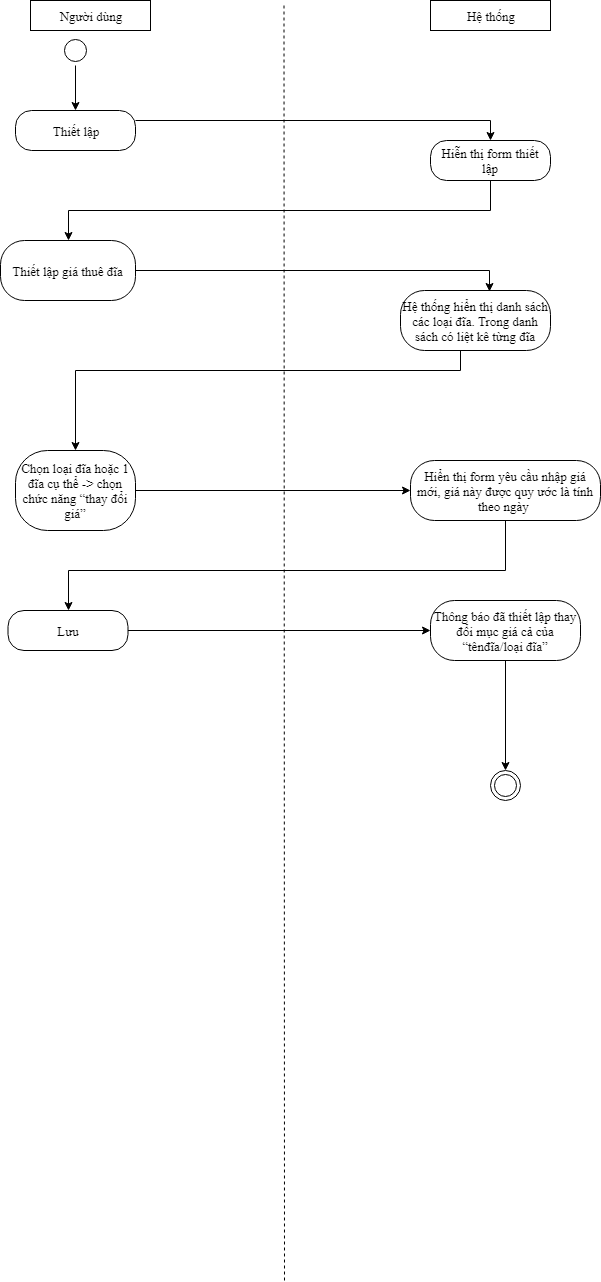 Người dùng
Hệ thống
Thiết lập
Hiễn thị form thiết
lập
Thiết lập giá thuê đĩa
Hệ thống hiển thị danh sách
các loại đĩa. Trong danh
sách có liệt kê từng đĩa
Chọn loại đĩa hoặc 1
đĩa cụ thể -> chọn
chức năng “thay đổi
giá”
Hiển thị form yêu cầu nhập giá
mới, giá này được quy ước là tính
theo ngày
Lưu
Thông báo đã thiết lập thay
đổi mục giá cả của
“tênđĩa/loại đĩa”